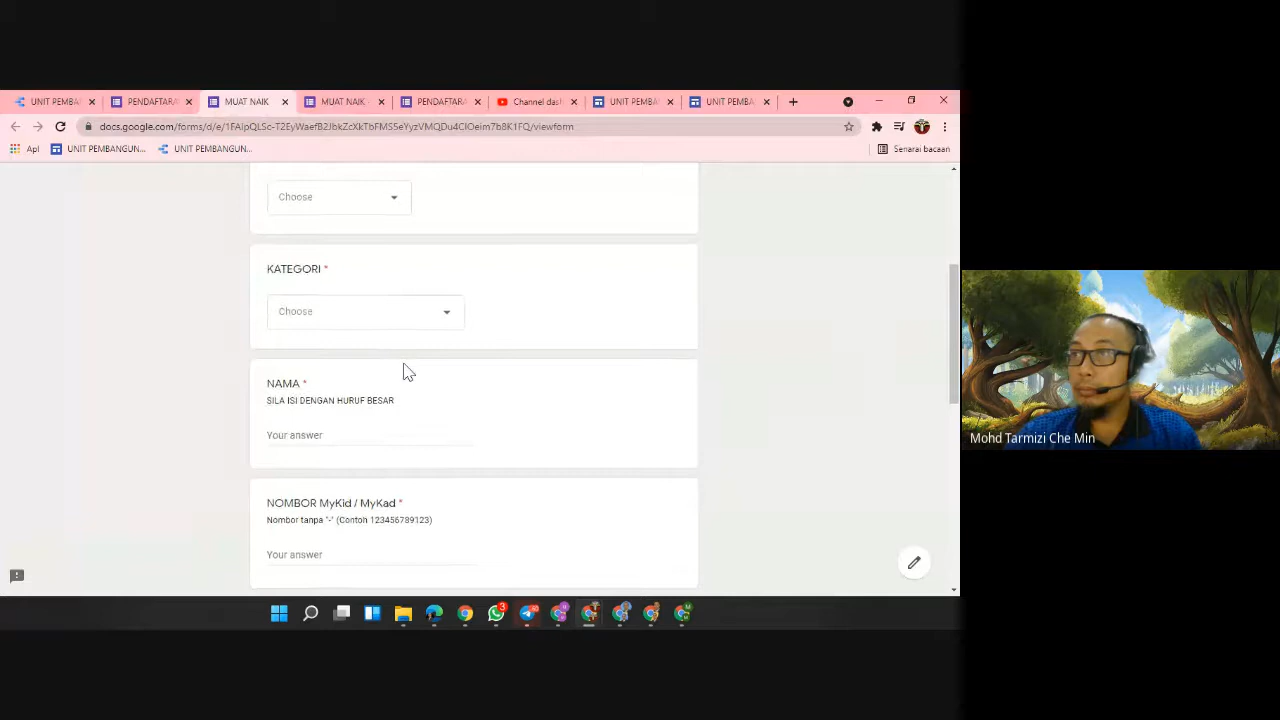 UNIT PEMBA
PENDAFTARA
MUAT NAIK
MUAT NAIK
PENDAFTARA
Channel das
UNIT PEMBA
UNIT PEMBA
Apl
UNIT PEMBANGUN...
UNIT PEMBANGUN...
Senarai bacaan
Choose
KATEGORI *
Choose
NAMA *
SILA ISI DENGAN HURUF BESAR
Your answer
NOMBOR MyKid / MyKad *
Nombor tanpa "-" (Contoh 123456789123)
Your answer
Mohd Tarmizi Che Min
3